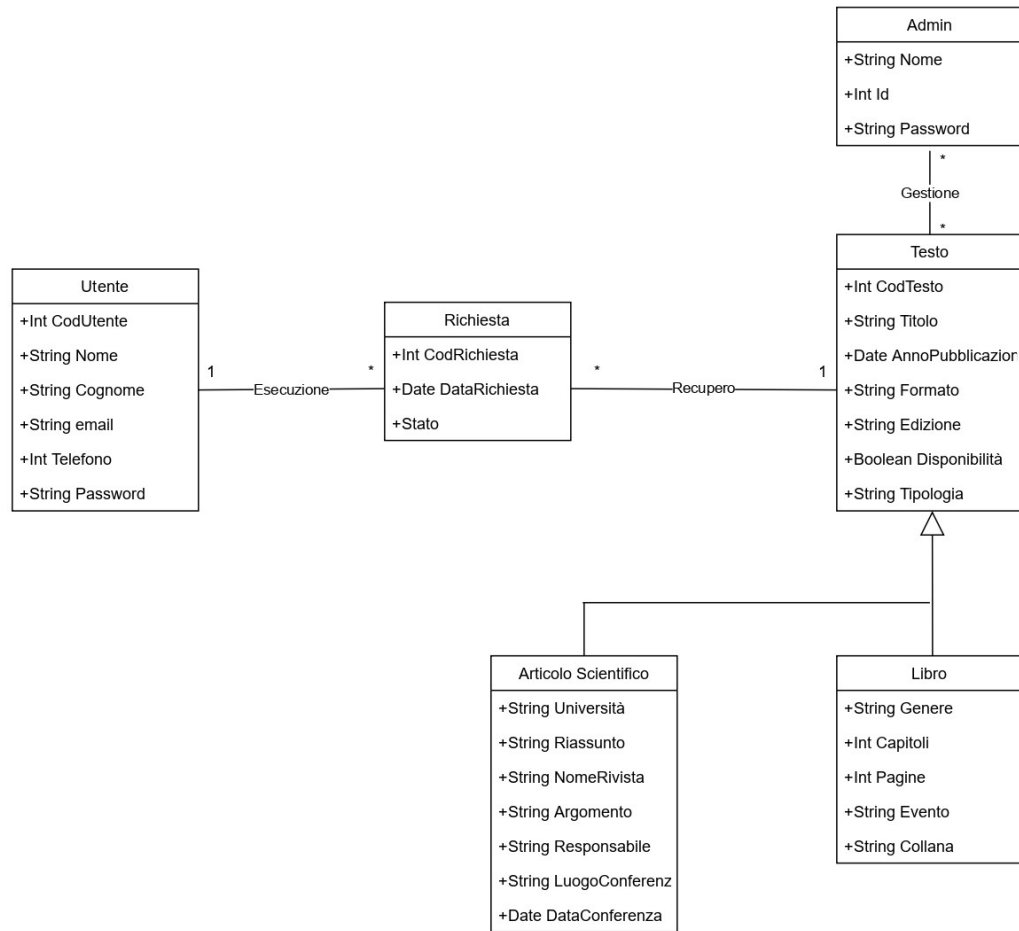 Admin
+String Nome
+Int Id
+String Password
*
Gestione
*
Testo
+Int CodTesto
+String Titolo
+Date AnnoPubblicazion
+String Formato
+String Edizione
+Boolean Disponibilità
+String Tipologia
Utente
+Int CodUtente
+String Nome
+String Cognome
+String email
+Int Telefono
+String Password
1
Esecuzione
*
Richiesta
+Int CodRichiesta
+Date DataRichiesta
+Stato
*
Recupero
1
Articolo Scientifico
+String Università
+String Riassunto
+String NomeRivista
+String Argomento
+String Responsabile
+String LuogoConferenz
+Date DataConferenza
Libro
+String Genere
+Int Capitoli
+Int Pagine
+String Evento
+String Collana